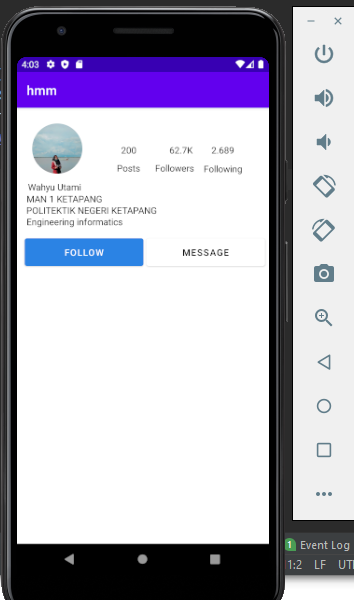 4:03
hmm
200 62.7K 2.689
Posts Followers Following
Wahyu Utami
MAN 1 KETAPANG
POLITEKTIK NEGERI KETAPANG
Engineering informatics
FOLLOW MESSAGE
1 Event Log
1:2 LF